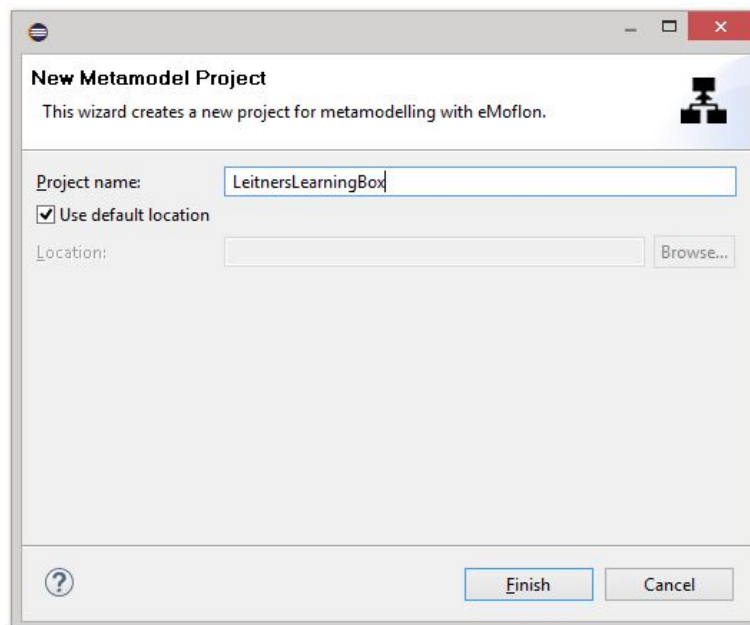 New Metamodel Project
This wizard creates a new project for metamodelling with eMoflon.
Project name: LeitnersLearningBox
Use default location
Location: Browse...
? Finish Cancel